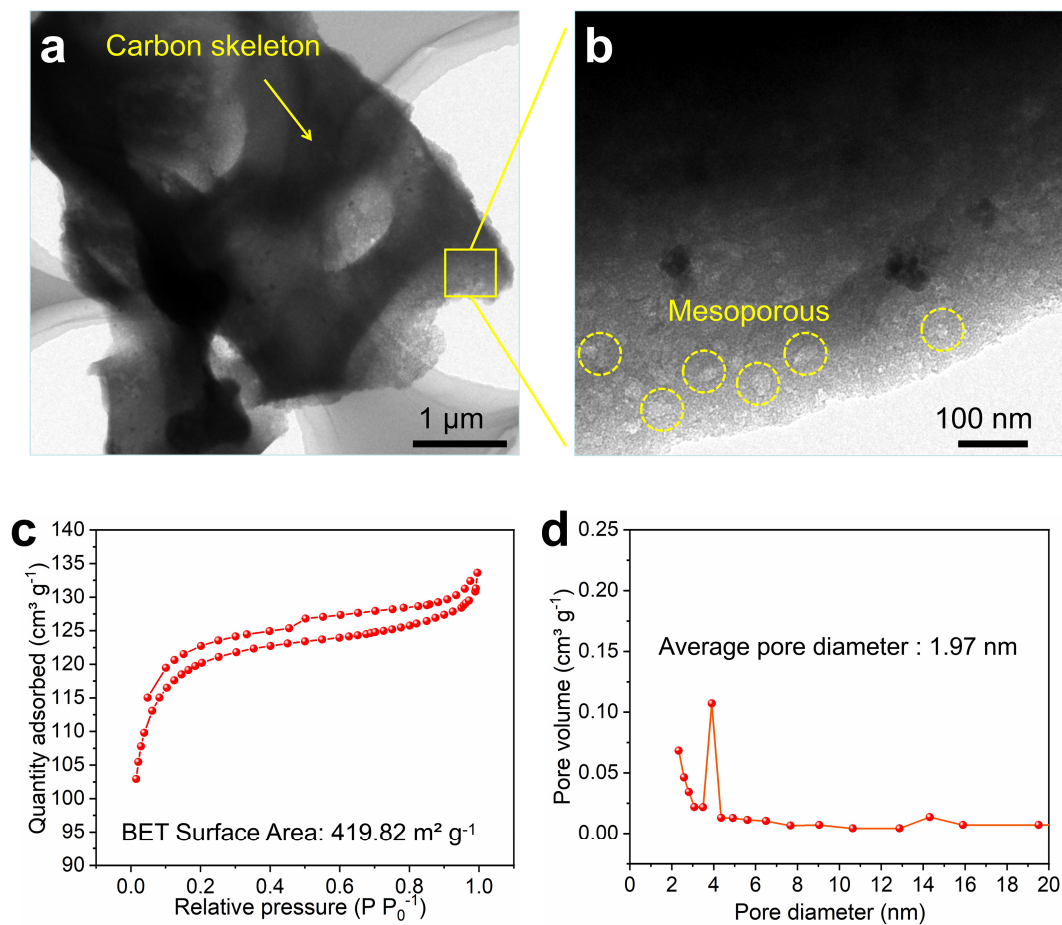 a
Carbon skeleton
1 μm
b
Mesoporous
100 nm
c
140
135
130
125
120
115
110
105
100
95
90
Quantity adsorbed (cm³ g⁻¹)
BET Surface Area: 419.82 m² g⁻¹
0.0 0.2 0.4 0.6 0.8 1.0
Relative pressure (P P₀⁻¹)
d
0.25
0.20
0.15
0.10
0.05
0.00
Pore volume (cm³ g⁻¹)
Average pore diameter : 1.97 nm
0 2 4 6 8 10 12 14 16 18 20
Pore diameter (nm)